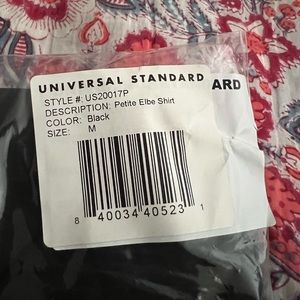 UNIVERSAL STANDARD ARD
STYLE #: US20017P
DESCRIPTION: Petite Elbe Shirt
COLOR: Black
SIZE: M
8 40034 40523 1